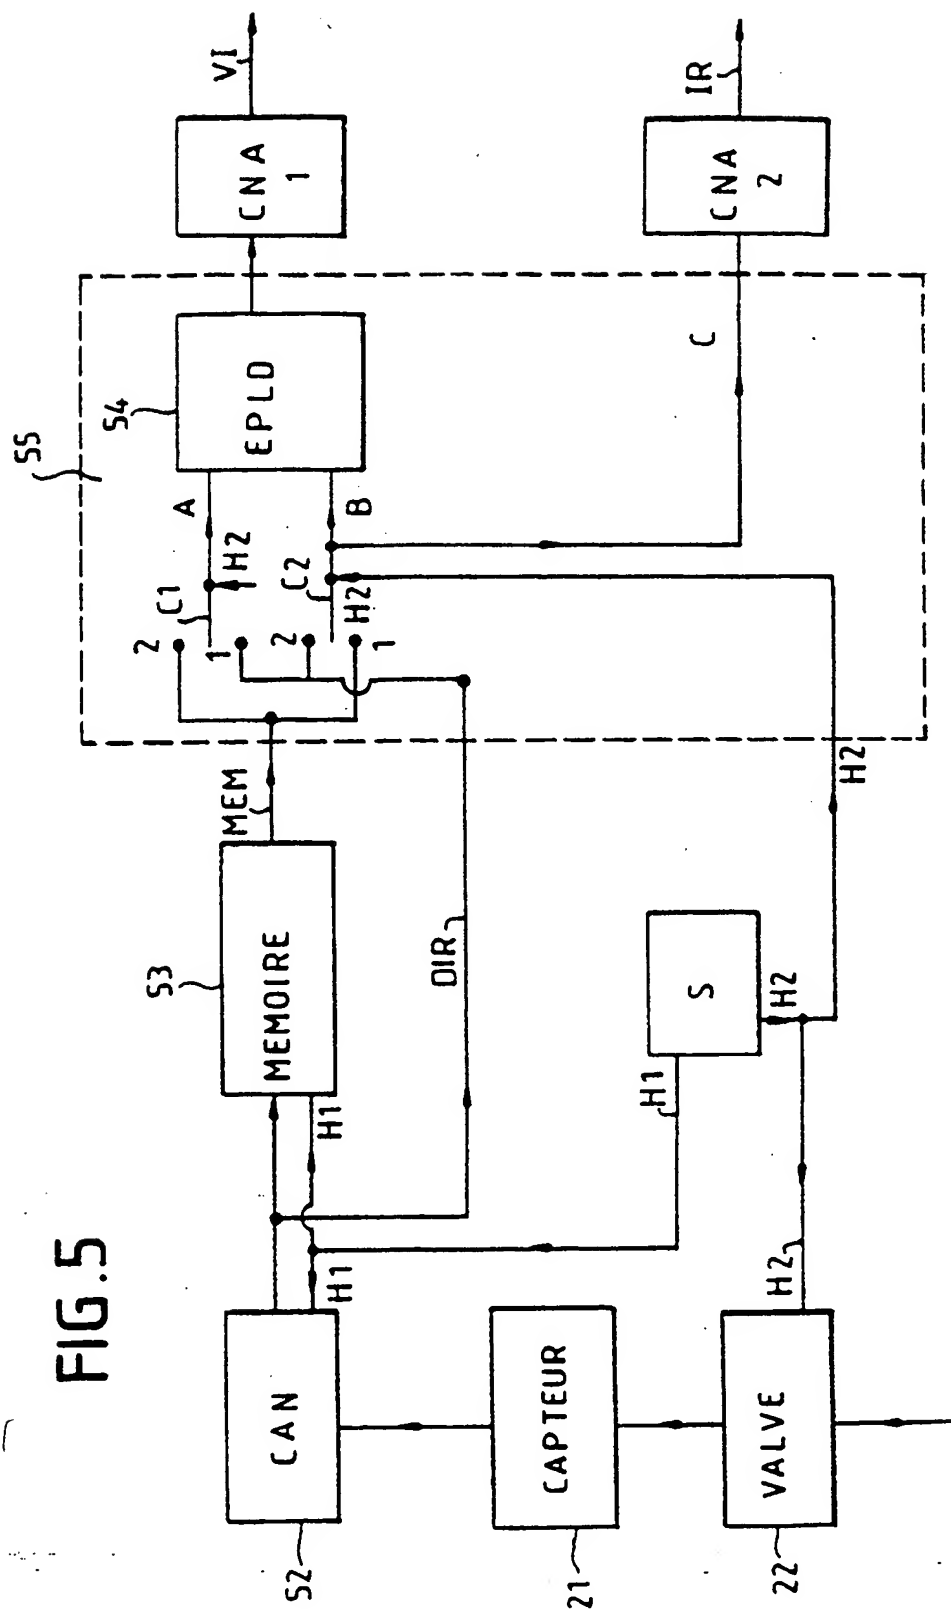 FIG.5
55
54
53
52
21
22
VI
IR
CNA
1
CNA
2
EPLD
A
B
C
C1
C2
H2
H2
2
1
2
1
MEM
MEMOIRE
DIR
H1
H1
H1
S
H2
H2
H2
CAN
CAPTEUR
VALVE